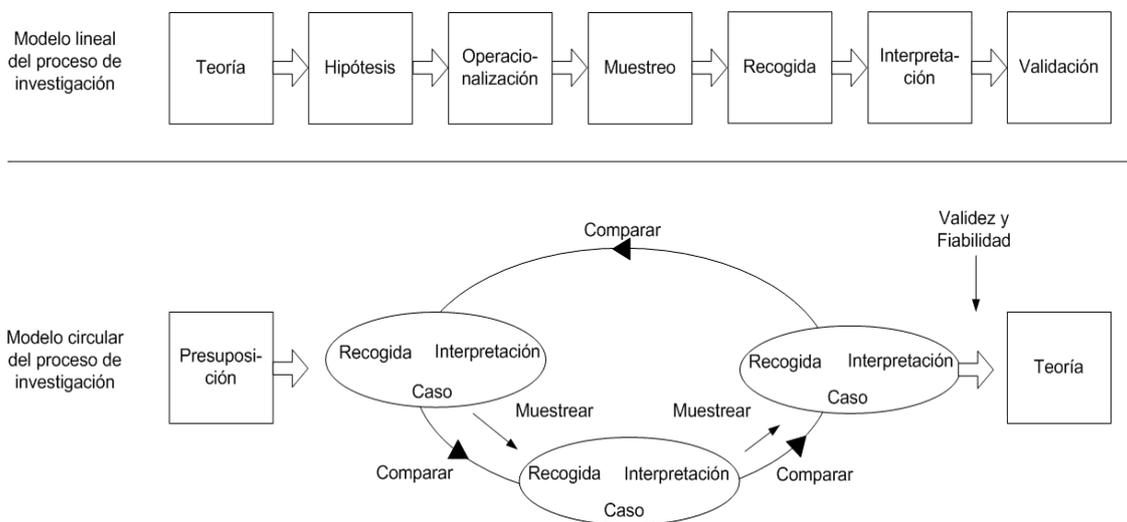 Modelo lineal
del proceso de
investigación
Teoría
Hipótesis
Operacio-
nalización
Muestreo
Recogida
Interpreta-
ción
Validación
Validez y
Fiabilidad
Comparar
Modelo circular
del proceso de
investigación
Presuposi-
ción
Recogida Interpretación
Caso
Muestrear
Comparar
Recogida Interpretación
Caso
Muestrear
Comparar
Recogida Interpretación
Caso
Teoría